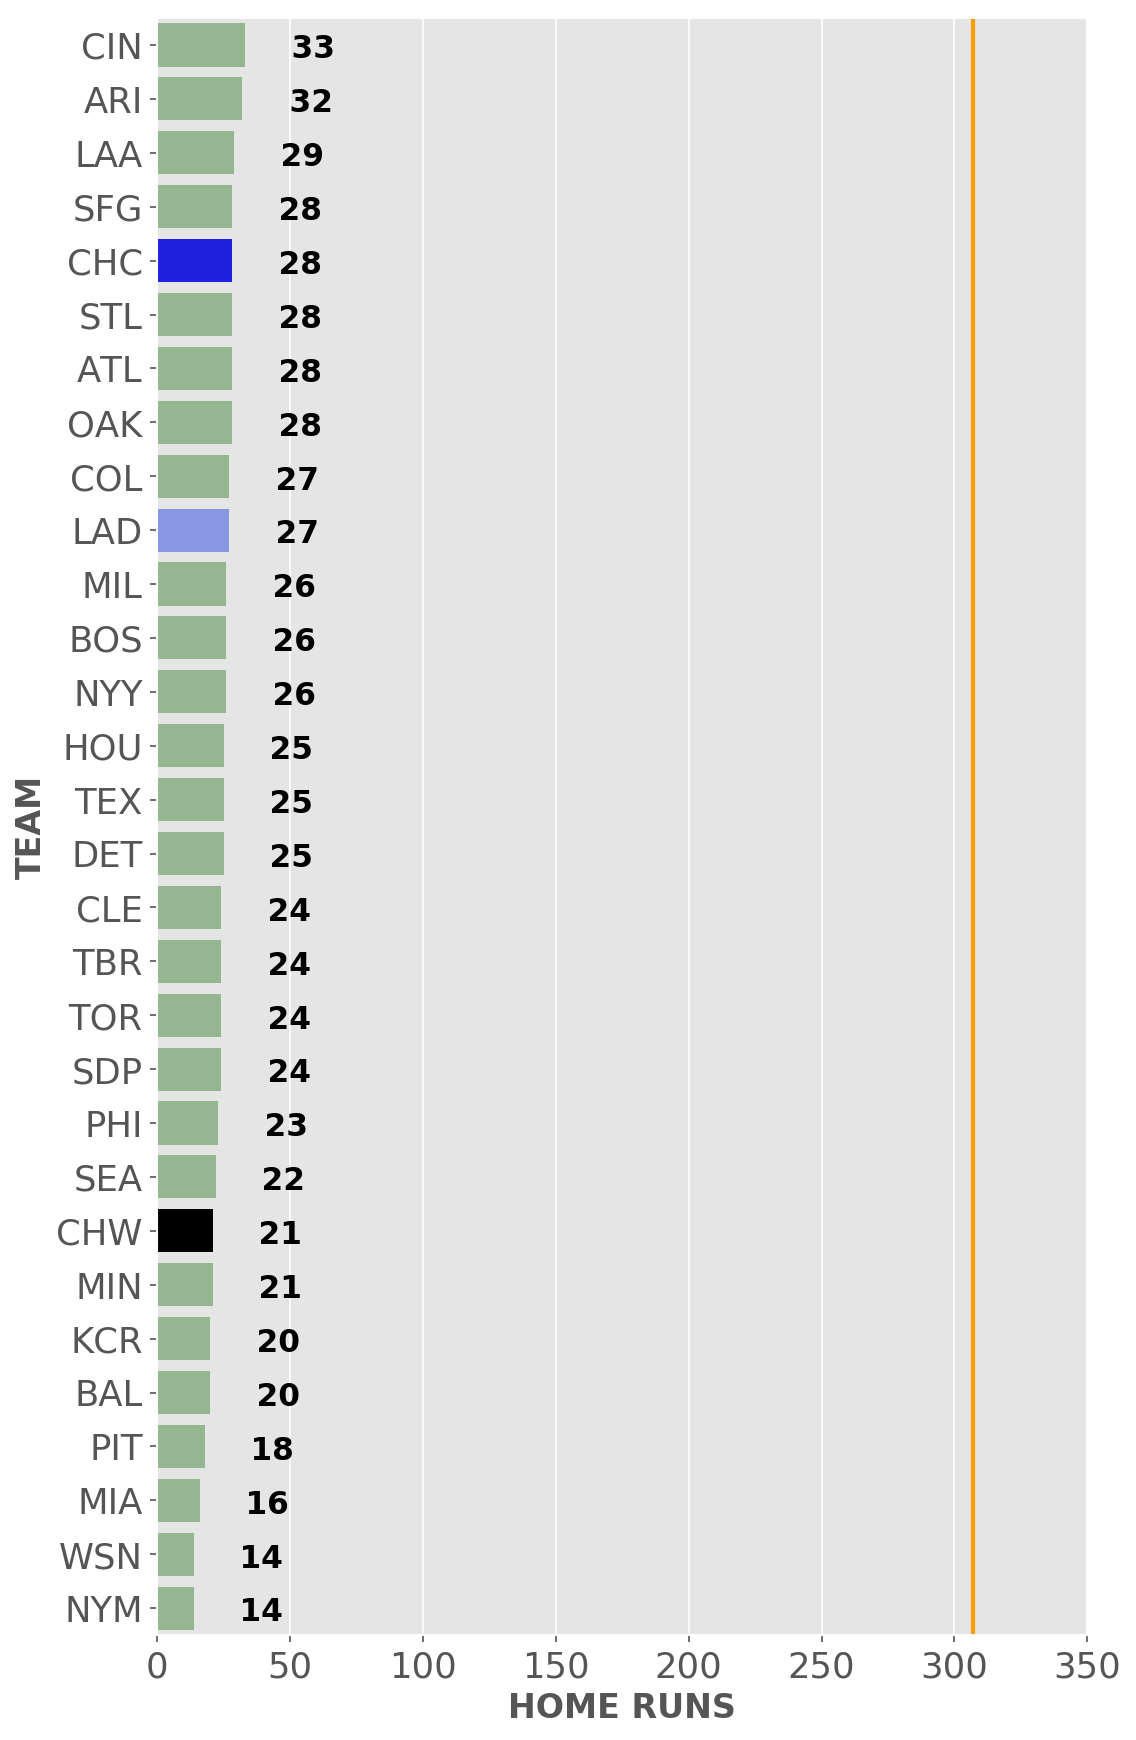 CIN 33
ARI 32
LAA 29
SFG 28
CHC 28
STL 28
ATL 28
OAK 28
COL 27
LAD 27
MIL 26
BOS 26
NYY 26
HOU 25
TEX 25
DET 25
CLE 24
TBR 24
TOR 24
SDP 24
PHI 23
SEA 22
CHW 21
MIN 21
KCR 20
BAL 20
PIT 18
MIA 16
WSN 14
NYM 14
TEAM
0 50 100 150 200 250 300 350
HOME RUNS